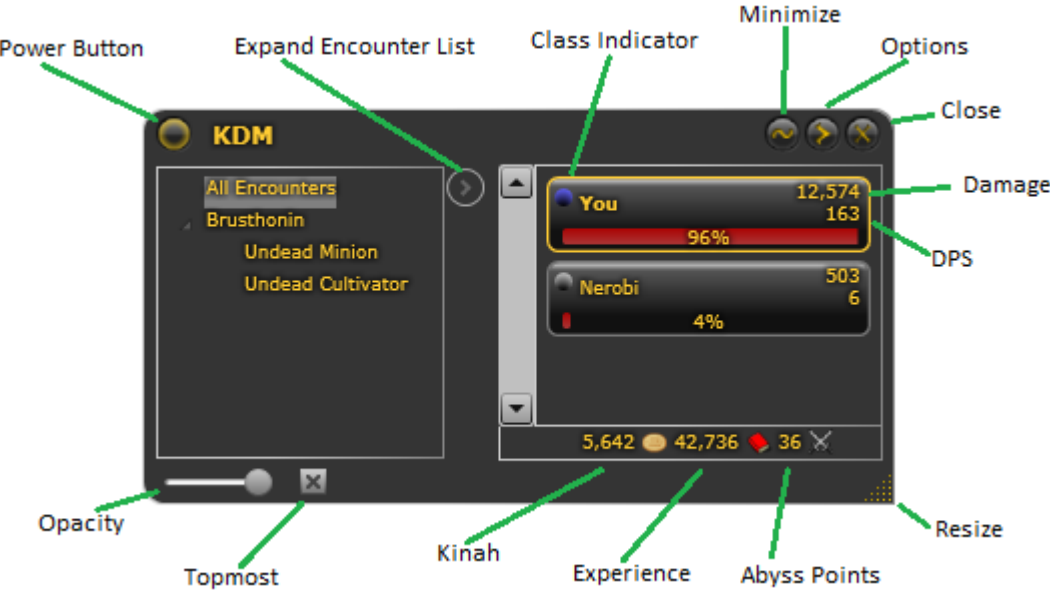 Minimize
Power Button
Expand Encounter List
Class Indicator
Options
Close
KDM
All Encounters
Brusthonin
Undead Minion
Undead Cultivator
You
12,574
163
96%
Damage
DPS
Nerobi
503
6
4%
5,642 42,736 36
Opacity
Topmost
Kinah
Experience
Abyss Points
Resize